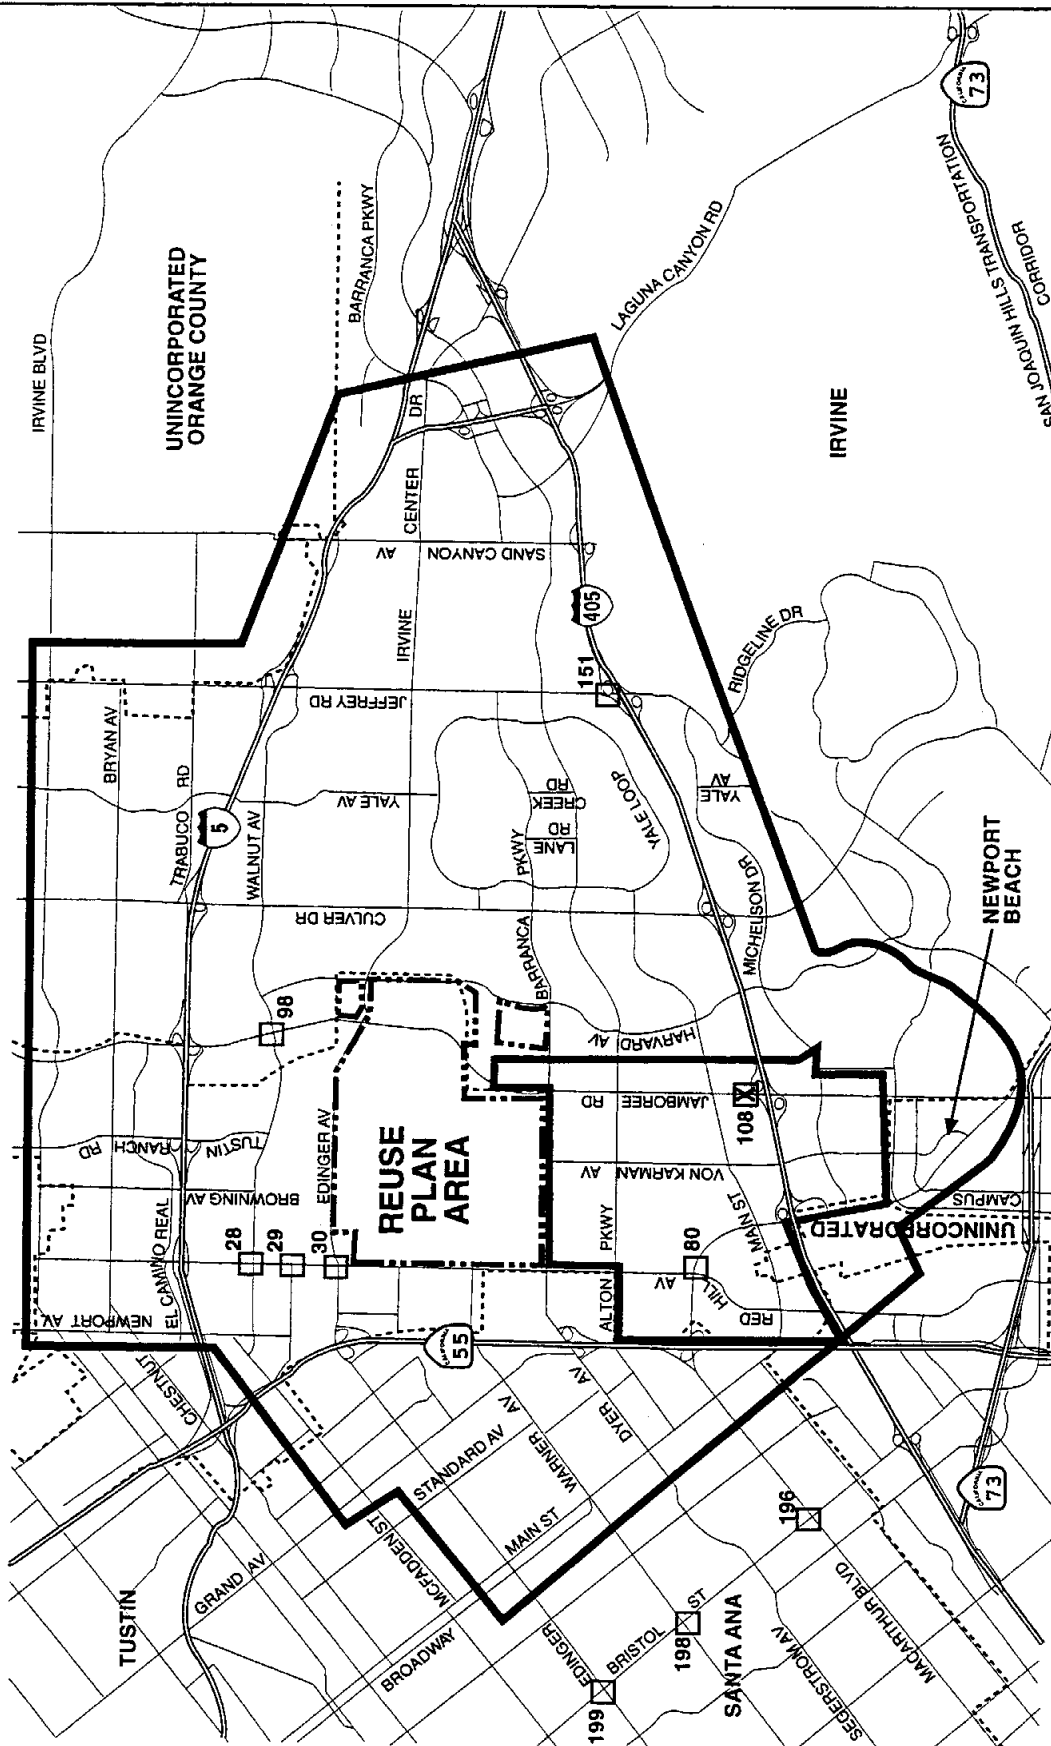 IRVINE BLVD
UNINCORPORATED
ORANGE COUNTY
BARRANCA PKWY
LAGUNA CANYON RD
CALIFORNIA
73
SAN JOAQUIN HILLS TRANSPORTATION
CORRIDOR
IRVINE
IRVINE
CENTER
DR
SAND CANYON
AV
405
RIDGELINE DR
151
JEFFREY RD
BRYAN AV
TRABUCO
RD
5
WALNUT AV
YALE AV
CREEK
RD
LANE
RD
YALE LOOP
YALE
AV
CULVER DR
BARRANCA
PKWY
MICHELSON DR
NEWPORT
BEACH
98
HARVARD AV
JAMBOREE
RD
108
VON KARMAN
AV
TUSTIN
RANCH
RD
BROWNING AV
EDINGER AV
REUSE
PLAN
AREA
28
29
30
80
EL CAMINO REAL
NEWPORT AV
ALTON
PKWY
MAIN ST
RED
HILL
AV
CAMPUS
UNINCORPORATED
CALIFORNIA
55
CHESTNUT
STANDARD AV
WARNER
AV
DYER
AV
MAIN ST
MCFADDEN ST
GRAND AV
BROADWAY
TUSTIN
EDINGER
BRISTOL
ST
199
198
196
SANTA ANA
SEGERSTROM AV
MACARTHUR BLVD
CALIFORNIA
73